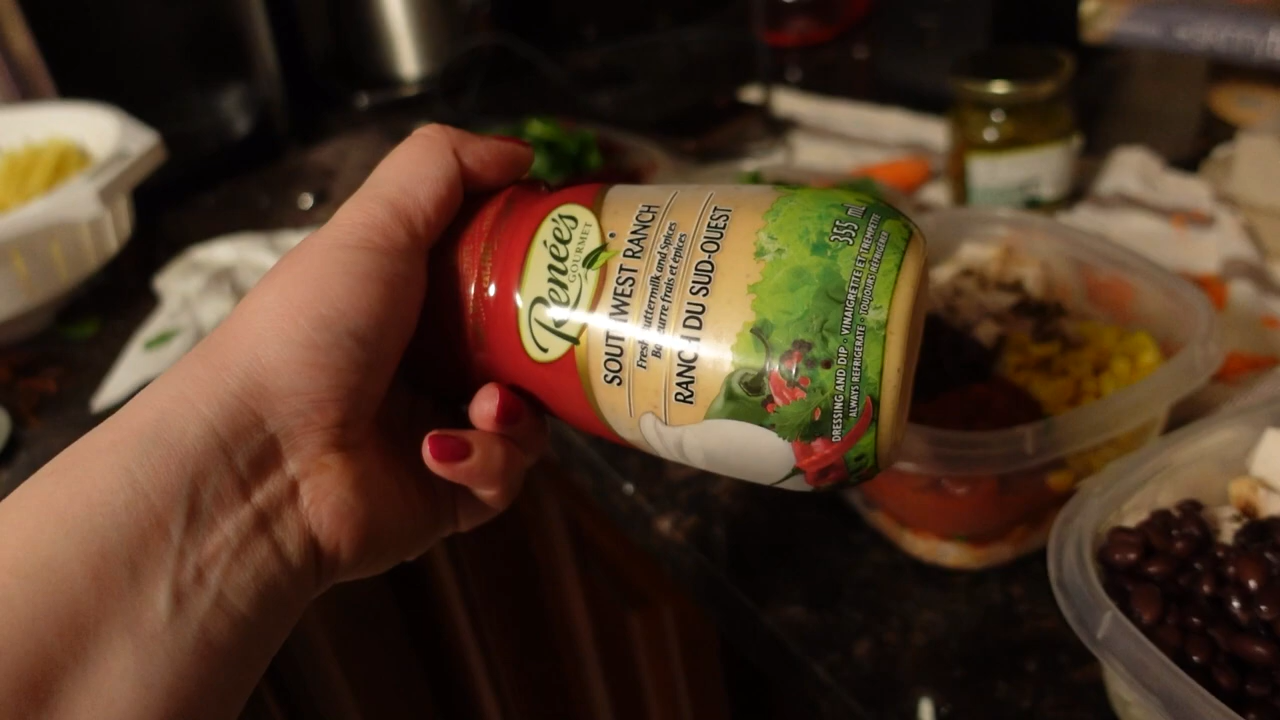 Renée's
GOURMET
SOUTHWEST RANCH
Fresh Buttermilk and Spices
Babeurre frais et épices
RANCH DU SUD-OUEST
355 mL
DRESSING AND DIP • VINAIGRETTE ET TREMPETTE
ALWAYS REFRIGERATE • TOUJOURS RÉFRIGÉRER